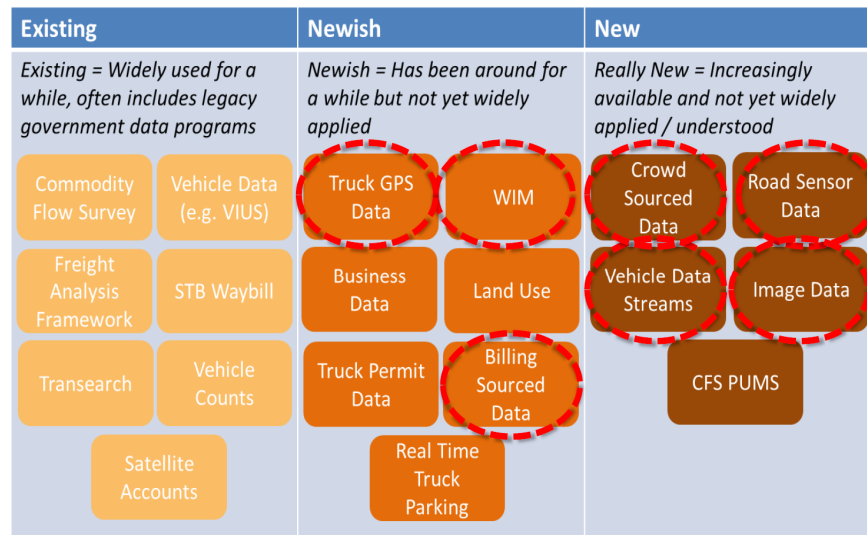 Existing
Newish
New
Existing = Widely used for a
while, often includes legacy
government data programs
Newish = Has been around for
a while but not yet widely
applied
Really New = Increasingly
available and not yet widely
applied / understood
Commodity
Flow Survey
Vehicle Data
(e.g. VIUS)
Freight
Analysis
Framework
STB Waybill
Transearch
Vehicle
Counts
Satellite
Accounts
Truck GPS
Data
WIM
Business
Data
Land Use
Truck Permit
Data
Billing
Sourced
Data
Real Time
Truck
Parking
Crowd
Sourced
Data
Road Sensor
Data
Vehicle Data
Streams
Image Data
CFS PUMS